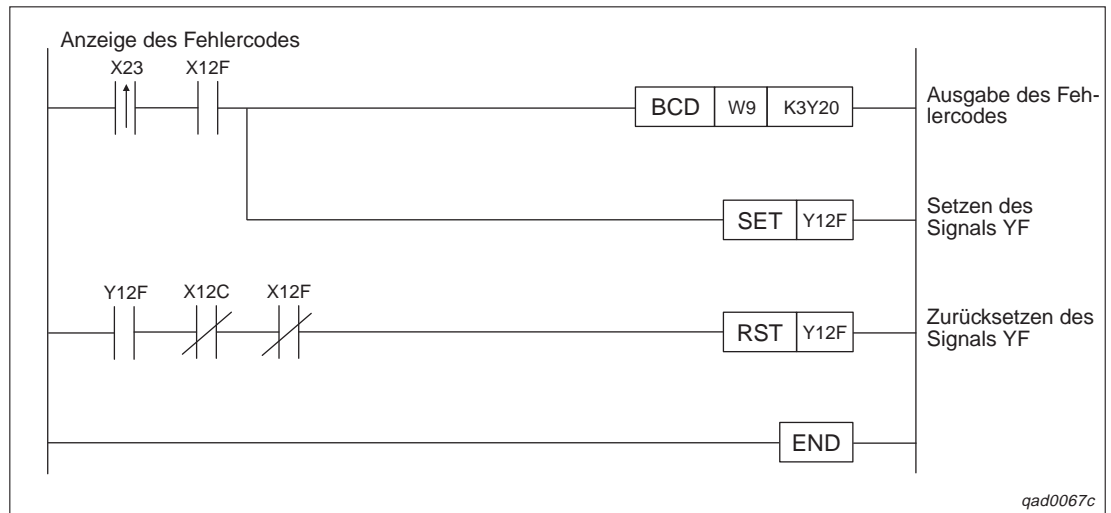 Anzeige des Fehlercodes
X23 X12F
BCD W9 K3Y20
Ausgabe des Feh-
lercodes
SET Y12F
Setzen des
Signals YF
Y12F X12C X12F
RST Y12F
Zurücksetzen des
Signals YF
END
qad0067c